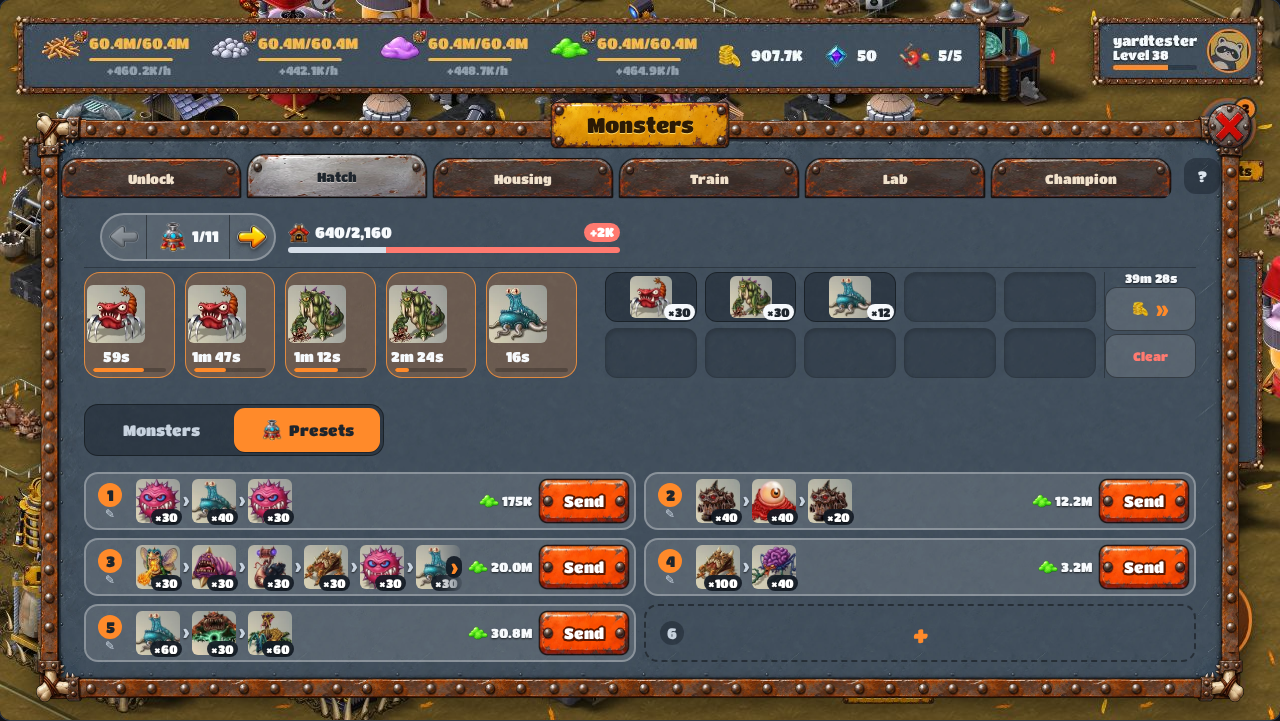 60.4M/60.4M 60.4M/60.4M 60.4M/60.4M 60.4M/60.4M 907.7K 50 5/5
+460.2K/h +442.1K/h +448.7K/h +464.9K/h
yardtester
Level 38
Monsters
Unlock Hatch Housing Train Lab Champion ?
1/11 640/2,160 +2K
59s 1m 47s 1m 12s 2m 24s 16s
×30 ×30 ×12
39m 28s
Clear
Monsters Presets
1 ×30 ×40 ×30 175K Send
2 ×40 ×40 ×20 12.2M Send
3 ×30 ×30 ×30 ×30 ×30 ×30 20.0M Send
4 ×100 ×40 3.2M Send
5 ×60 ×30 ×60 30.8M Send
6